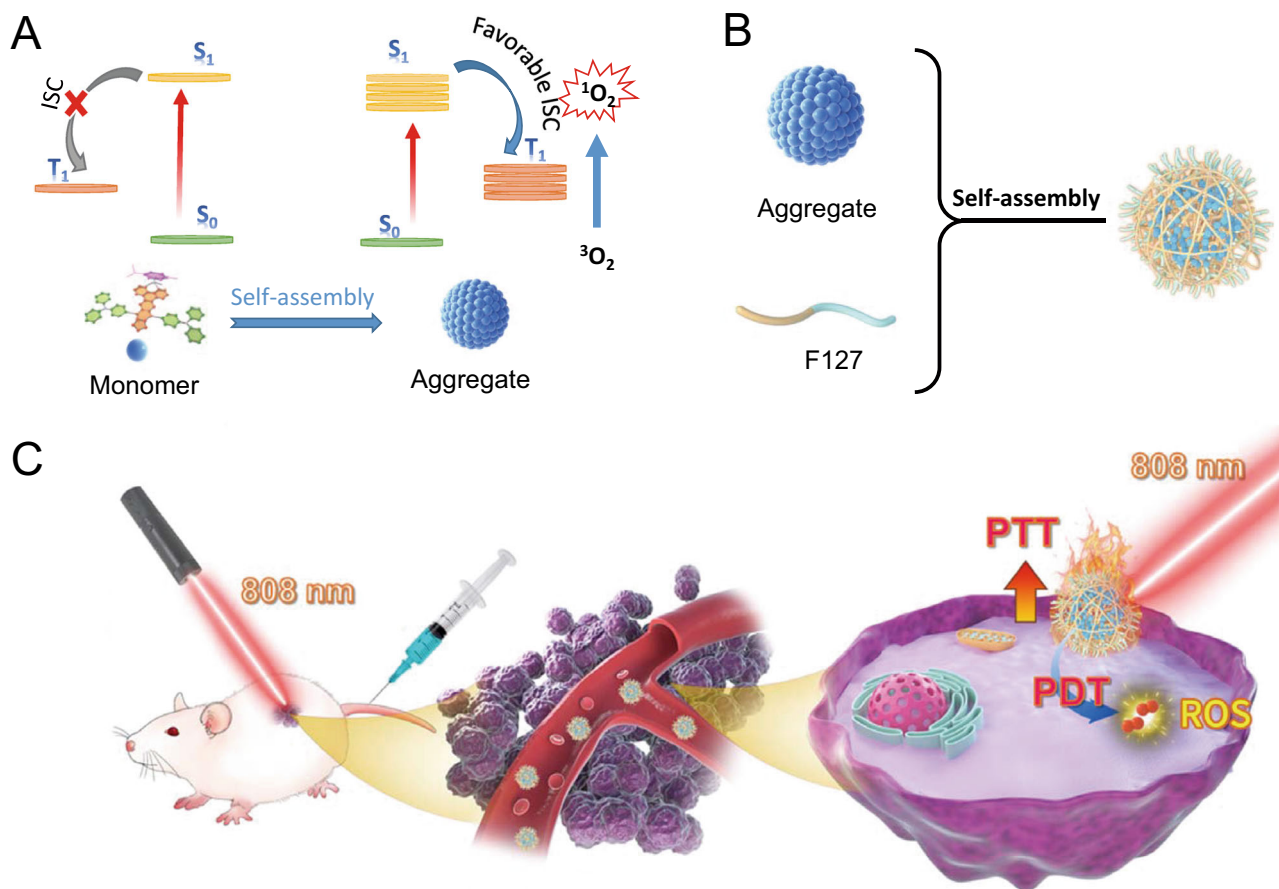 A
S₁
ISC
T₁
S₀
S₁
Favorable ISC
¹O₂
T₁
S₀
³O₂
Self-assembly
Monomer
Aggregate
B
Aggregate
F127
Self-assembly
C
808 nm
808 nm
PTT
PDT
ROS